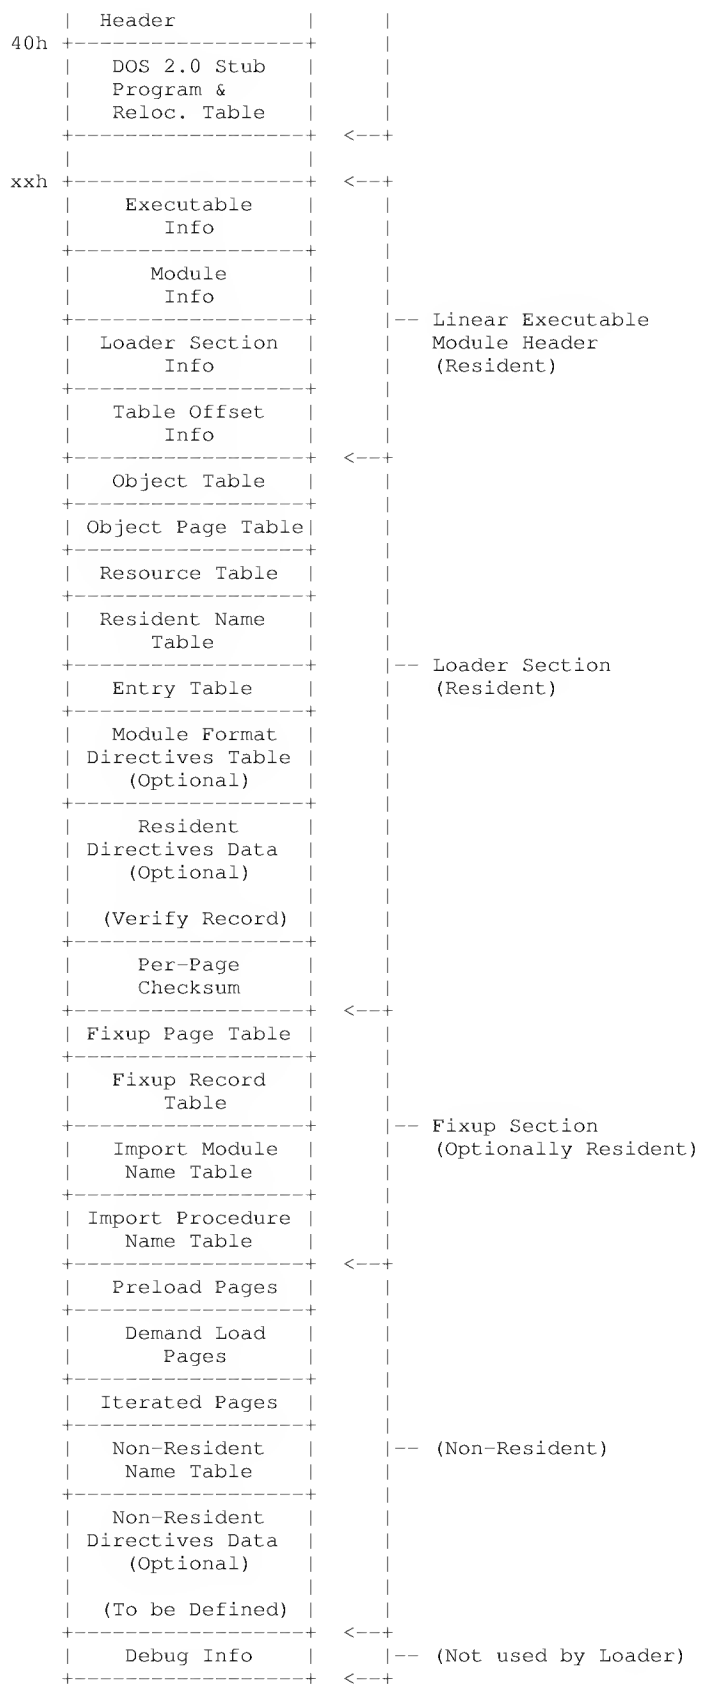 Header
40h
DOS 2.0 Stub
Program &
Reloc. Table
xxh
Executable
Info
Module
Info
-- Linear Executable
Loader Section Module Header
Info (Resident)
Table Offset
Info
Object Table
Object Page Table
Resource Table
Resident Name
Table
-- Loader Section
Entry Table (Resident)
Module Format
Directives Table
(Optional)
Resident
Directives Data
(Optional)
(Verify Record)
Per-Page
Checksum
Fixup Page Table
Fixup Record
Table
-- Fixup Section
Import Module (Optionally Resident)
Name Table
Import Procedure
Name Table
Preload Pages
Demand Load
Pages
Iterated Pages
Non-Resident -- (Non-Resident)
Name Table
Non-Resident
Directives Data
(Optional)
(To be Defined)
Debug Info -- (Not used by Loader)